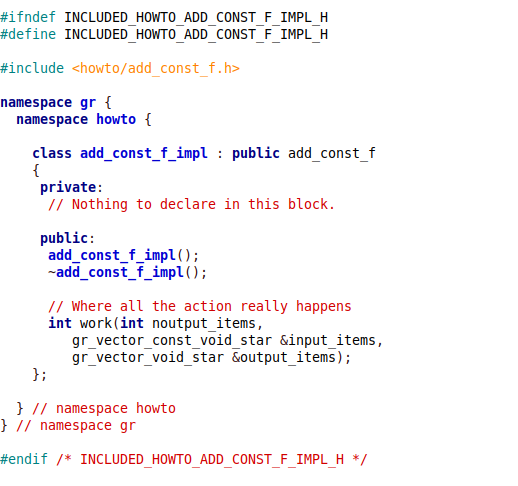 #ifndef INCLUDED_HOWTO_ADD_CONST_F_IMPL_H
#define INCLUDED_HOWTO_ADD_CONST_F_IMPL_H
#include <howto/add_const_f.h>
namespace gr {
namespace howto {
class add_const_f_impl : public add_const_f
{
private:
// Nothing to declare in this block.
public:
add_const_f_impl();
~add_const_f_impl();
// Where all the action really happens
int work(int noutput_items,
gr_vector_const_void_star &input_items,
gr_vector_void_star &output_items);
};
} // namespace howto
} // namespace gr
#endif /* INCLUDED_HOWTO_ADD_CONST_F_IMPL_H */